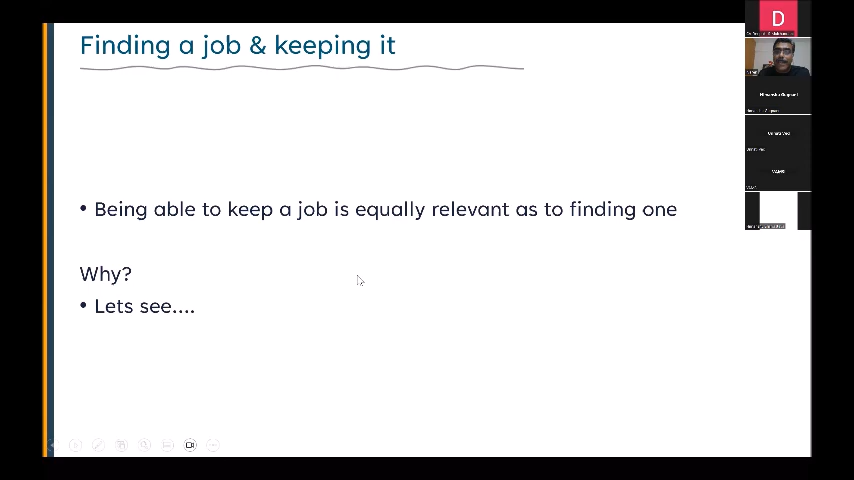 Finding a job & keeping it
• Being able to keep a job is equally relevant as to finding one
Why?
• Lets see....
D